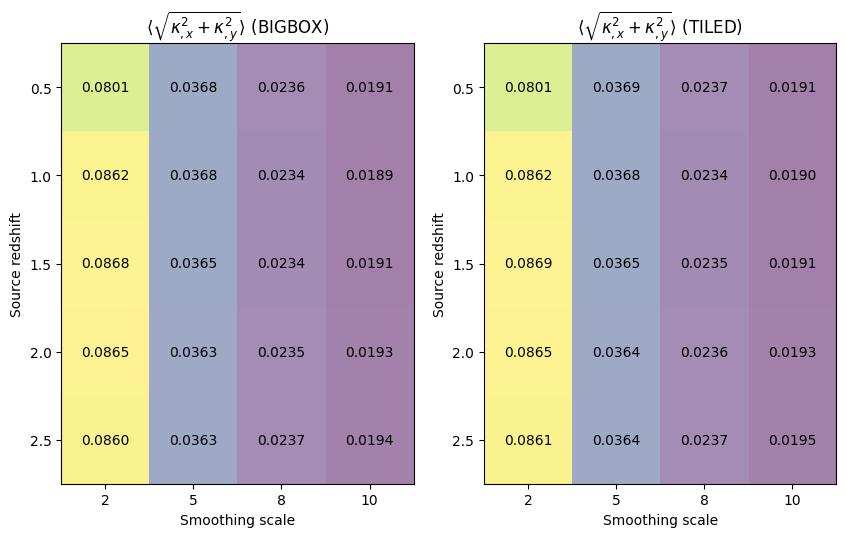 ⟨√κ²,x + κ²,y⟩ (BIGBOX)
Source redshift
0.5 0.0801 0.0368 0.0236 0.0191
1.0 0.0862 0.0368 0.0234 0.0189
1.5 0.0868 0.0365 0.0234 0.0191
2.0 0.0865 0.0363 0.0235 0.0193
2.5 0.0860 0.0363 0.0237 0.0194
2 5 8 10
Smoothing scale
⟨√κ²,x + κ²,y⟩ (TILED)
Source redshift
0.5 0.0801 0.0369 0.0237 0.0191
1.0 0.0862 0.0368 0.0234 0.0190
1.5 0.0869 0.0365 0.0235 0.0191
2.0 0.0865 0.0364 0.0236 0.0193
2.5 0.0861 0.0364 0.0237 0.0195
2 5 8 10
Smoothing scale